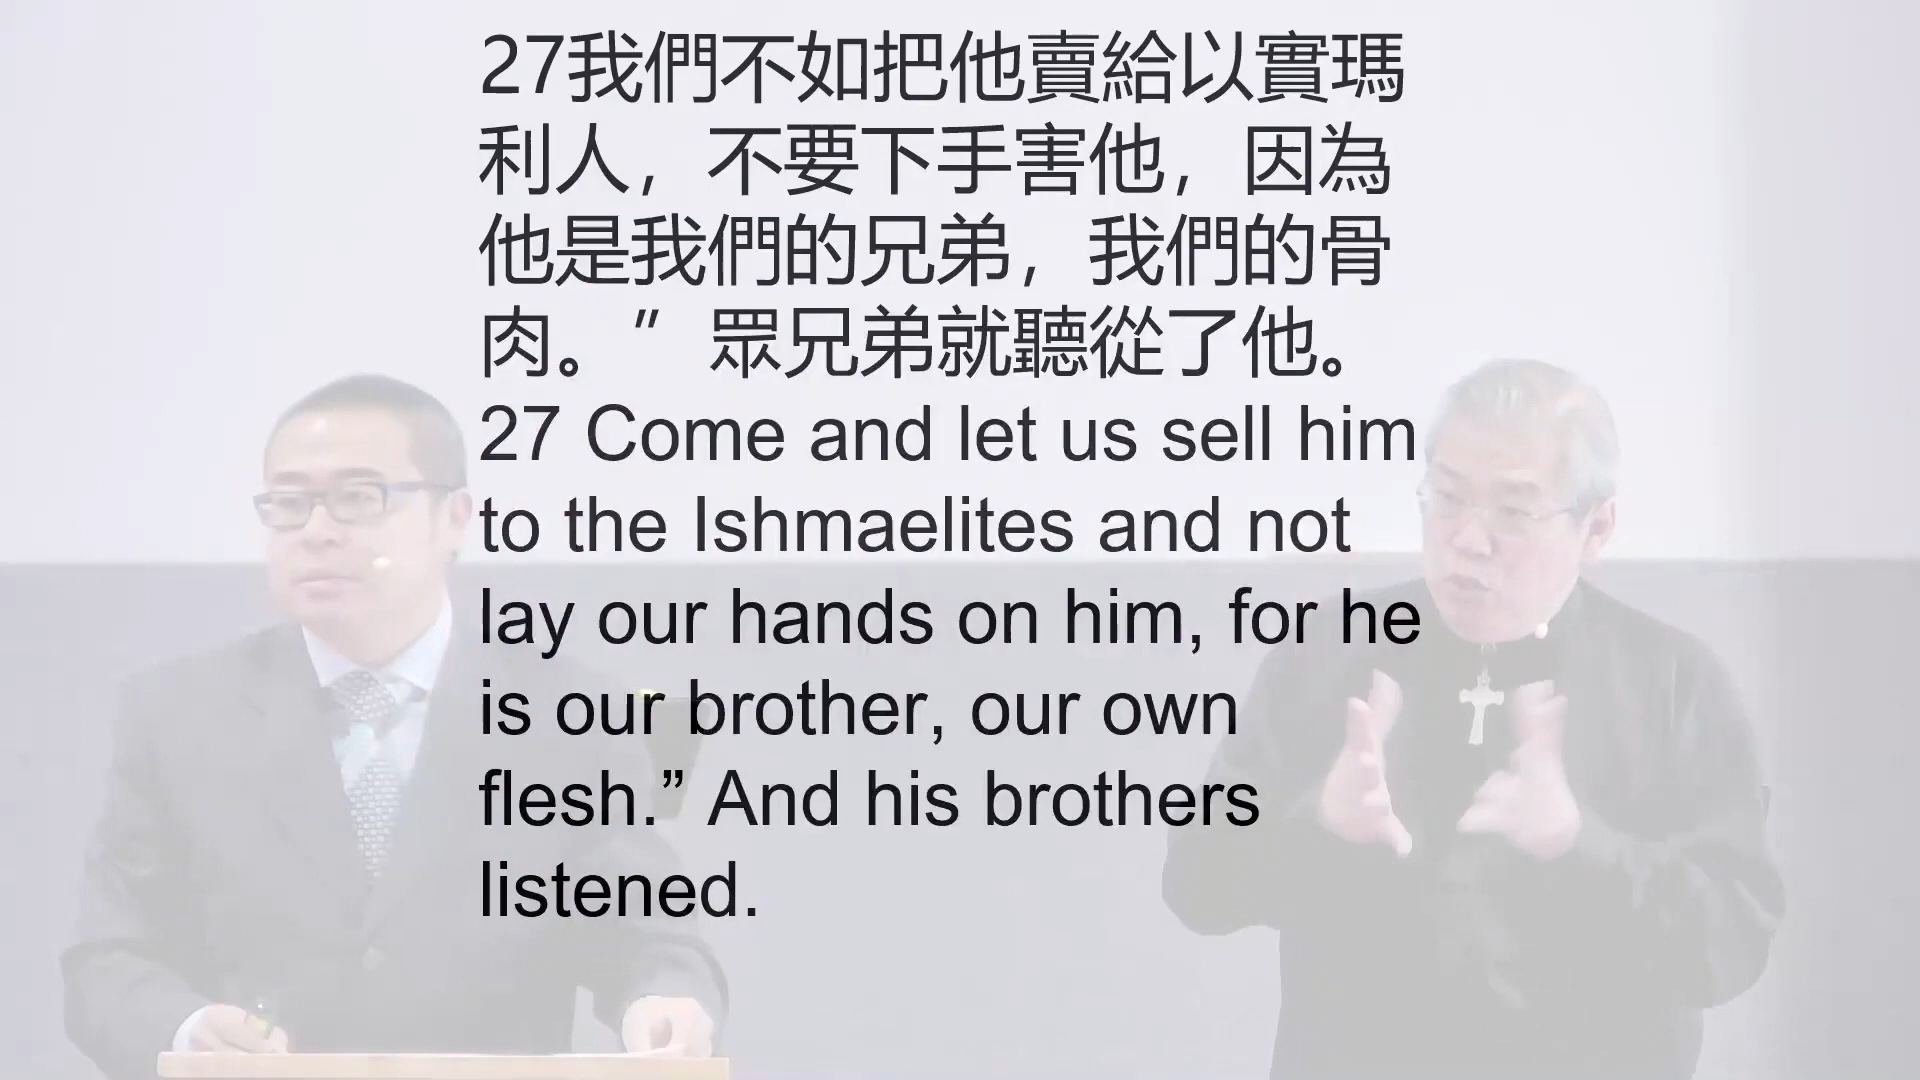 27我們不如把他賣給以實瑪
利人，不要下手害他，因為
他是我們的兄弟，我們的骨
肉。”眾兄弟就聽從了他。
27 Come and let us sell him
to the Ishmaelites and not
lay our hands on him, for he
is our brother, our own
flesh.” And his brothers
listened.